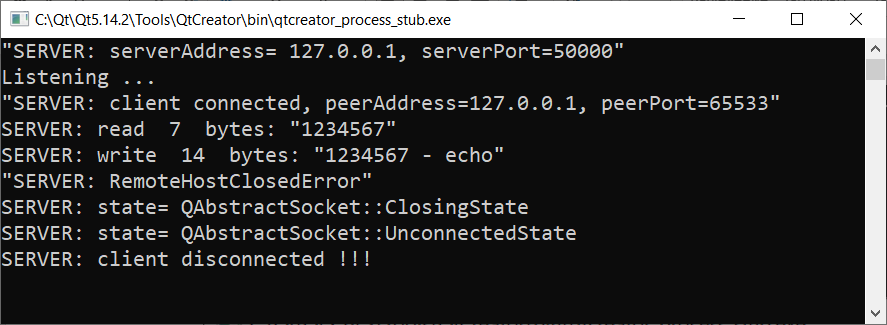 C:\Qt\Qt5.14.2\Tools\QtCreator\bin\qtcreator_process_stub.exe
"SERVER: serverAddress= 127.0.0.1, serverPort=50000"
Listening ...
"SERVER: client connected, peerAddress=127.0.0.1, peerPort=65533"
SERVER: read  7  bytes: "1234567"
SERVER: write  14  bytes: "1234567 - echo"
"SERVER: RemoteHostClosedError"
SERVER: state= QAbstractSocket::ClosingState
SERVER: state= QAbstractSocket::UnconnectedState
SERVER: client disconnected !!!